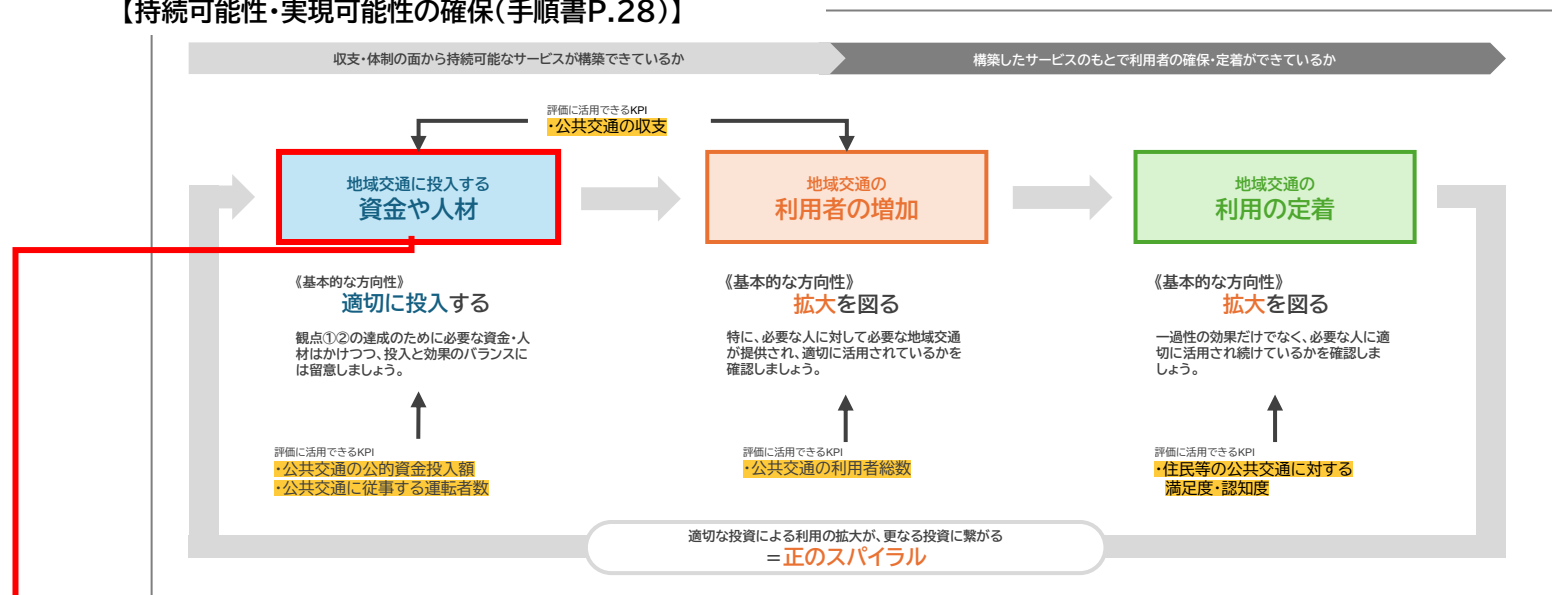 【持続可能性・実現可能性の確保(手順書P.28)】
収支・体制の面から持続可能なサービスが構築できているか
構築したサービスのもとで利用者の確保・定着ができているか
評価に活用できるKPI
・公共交通の収支
地域交通に投入する
資金や人材
地域交通の
利用者の増加
地域交通の
利用の定着
《基本的な方向性》
適切に投入する
観点①②の達成のために必要な資金・人
材はかけつつ、投入と効果のバランスに
は留意しましょう。
《基本的な方向性》
拡大を図る
特に、必要な人に対して必要な地域交通
が提供され、適切に活用されているかを
確認しましょう。
《基本的な方向性》
拡大を図る
一過性の効果だけでなく、必要な人に適
切に活用され続けているかを確認しま
しょう。
評価に活用できるKPI
・公共交通の公的資金投入額
・公共交通に従事する運転者数
評価に活用できるKPI
・公共交通の利用者総数
評価に活用できるKPI
・住民等の公共交通に対する
満足度・認知度
適切な投資による利用の拡大が、更なる投資に繋がる
＝正のスパイラル